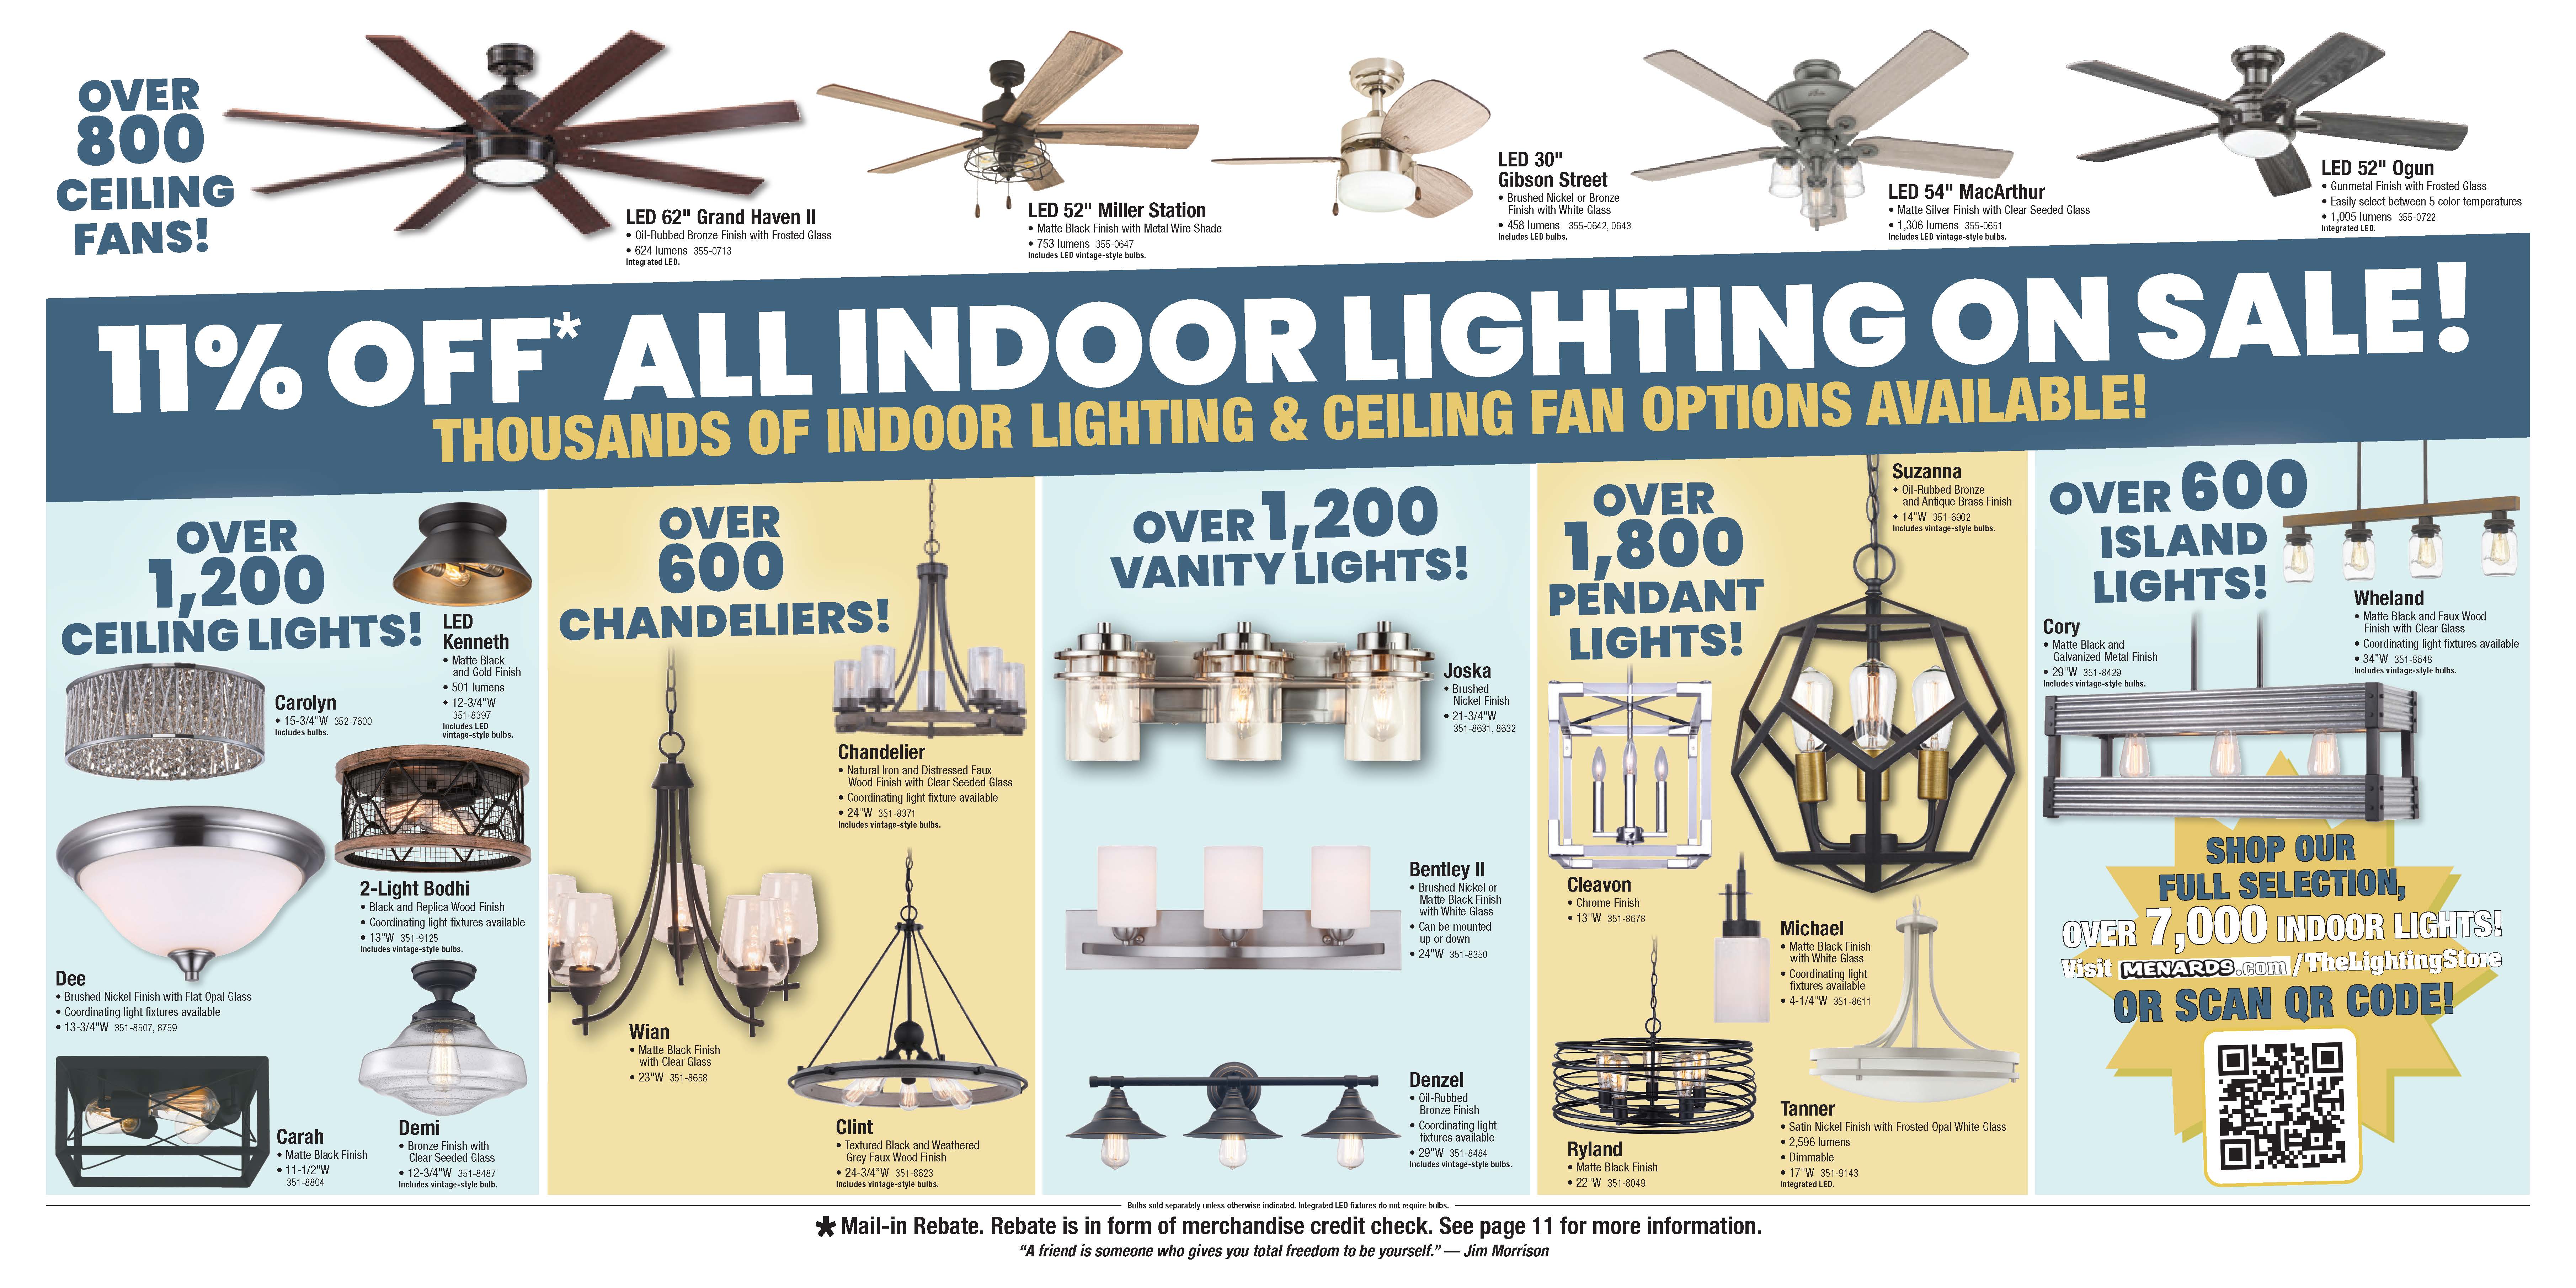 OVER
800
CEILING
FANS!
LED 62" Grand Haven II
• Oil-Rubbed Bronze Finish with Frosted Glass
• 624 lumens 355-0713
Integrated LED.
LED 52" Miller Station
• Matte Black Finish with Metal Wire Shade
• 753 lumens 355-0647
Includes LED vintage-style bulbs.
LED 30"
Gibson Street
• Brushed Nickel or Bronze
Finish with White Glass
• 458 lumens 355-0642, 0643
Includes LED bulbs.
LED 54" MacArthur
• Matte Silver Finish with Clear Seeded Glass
• 1,306 lumens 355-0651
Includes LED vintage-style bulbs.
LED 52" Ogun
• Gunmetal Finish with Frosted Glass
• Easily select between 5 color temperatures
• 1,005 lumens 355-0722
Integrated LED.
11% OFF* ALL INDOOR LIGHTING ON SALE!
THOUSANDS OF INDOOR LIGHTING & CEILING FAN OPTIONS AVAILABLE!
OVER
1,200
CEILING LIGHTS!
LED
Kenneth
• Matte Black
and Gold Finish
• 501 lumens
• 12-3/4"W
351-8397
Includes LED
vintage-style bulbs.
Carolyn
• 15-3/4"W 352-7600
Includes bulbs.
2-Light Bodhi
• Black and Replica Wood Finish
• Coordinating light fixtures available
• 13"W 351-9125
Includes vintage-style bulbs.
Dee
• Brushed Nickel Finish with Flat Opal Glass
• Coordinating light fixtures available
• 13-3/4"W 351-8507, 8759
Carah
• Matte Black Finish
• 11-1/2"W
351-8804
Demi
• Bronze Finish with
Clear Seeded Glass
• 12-3/4"W 351-8487
Includes vintage-style bulb.
OVER
600
CHANDELIERS!
Chandelier
• Natural Iron and Distressed Faux
Wood Finish with Clear Seeded Glass
• Coordinating light fixture available
• 24"W 351-8371
Includes vintage-style bulbs.
Wian
• Matte Black Finish
with Clear Glass
• 23"W 351-8658
Clint
• Textured Black and Weathered
Grey Faux Wood Finish
• 24-3/4"W 351-8623
Includes vintage-style bulbs.
OVER 1,200
VANITY LIGHTS!
Joska
• Brushed
Nickel Finish
• 21-3/4"W
351-8631, 8632
Bentley II
• Brushed Nickel or
Matte Black Finish
with White Glass
• Can be mounted
up or down
• 24"W 351-8350
Denzel
• Oil-Rubbed
Bronze Finish
• Coordinating light
fixtures available
• 29"W 351-8484
Includes vintage-style bulbs.
OVER
1,800
PENDANT
LIGHTS!
Suzanna
• Oil-Rubbed Bronze
and Antique Brass Finish
• 14"W 351-6902
Includes vintage-style bulbs.
Cleavon
• Chrome Finish
• 13"W 351-8678
Michael
• Matte Black Finish
with White Glass
• Coordinating light
fixtures available
• 4-1/4"W 351-8611
Ryland
• Matte Black Finish
• 22"W 351-8049
Tanner
• Satin Nickel Finish with Frosted Opal White Glass
• 2,596 lumens
• Dimmable
• 17"W 351-9143
Integrated LED.
OVER 600
ISLAND
LIGHTS!
Wheland
• Matte Black and Faux Wood
Finish with Clear Glass
• Coordinating light fixtures available
• 34"W 351-8648
Includes vintage-style bulbs.
Cory
• Matte Black and
Galvanized Metal Finish
• 29"W 351-8429
Includes vintage-style bulbs.
SHOP OUR
FULL SELECTION,
OVER 7,000 INDOOR LIGHTS!
Visit MENARDS.com/TheLightingStore
OR SCAN QR CODE!
Bulbs sold separately unless otherwise indicated. Integrated LED fixtures do not require bulbs.
*Mail-in Rebate. Rebate is in form of merchandise credit check. See page 11 for more information.
“A friend is someone who gives you total freedom to be yourself.” — Jim Morrison